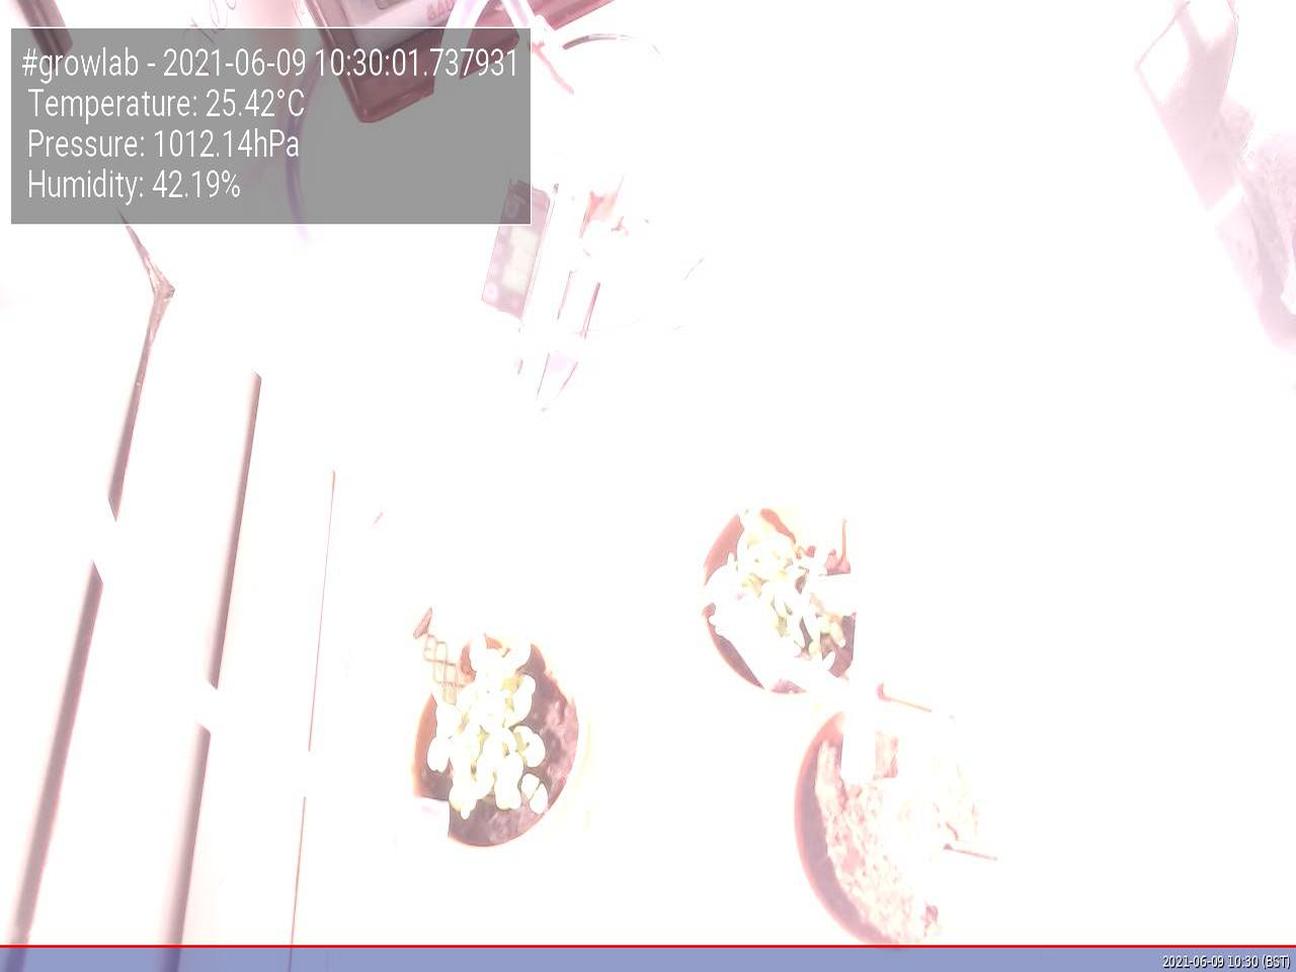 #growlab - 2021-06-09 10:30:01.737931
Temperature: 25.42°C
Pressure: 1012.14hPa
Humidity: 42.19%
2021-06-09 10:30 (BST)